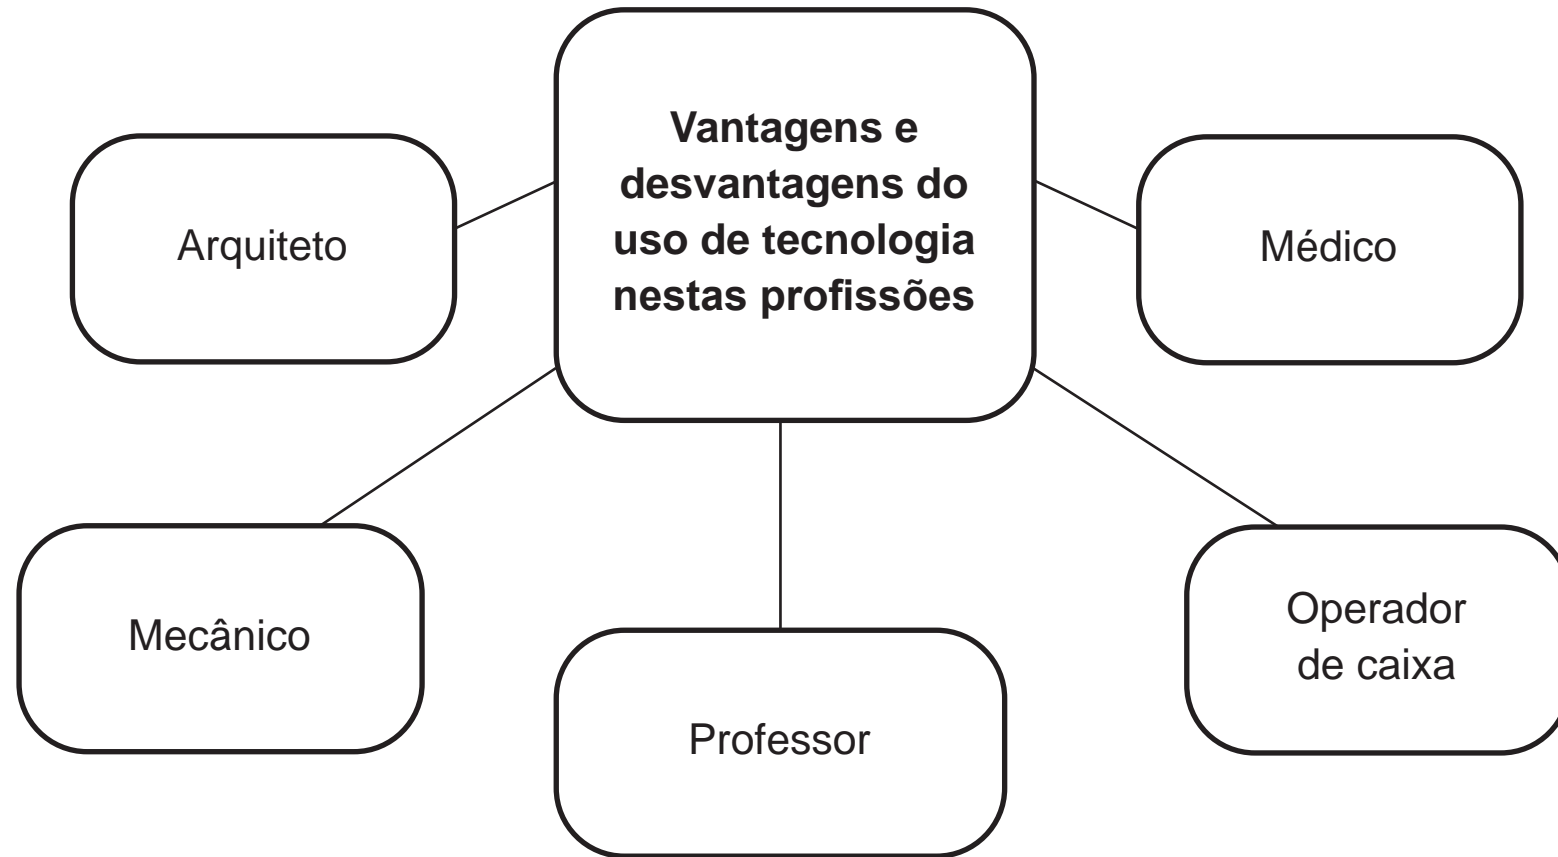 Vantagens e
desvantagens do
uso de tecnologia
nestas profissões
Arquiteto
Médico
Mecânico
Professor
Operador
de caixa